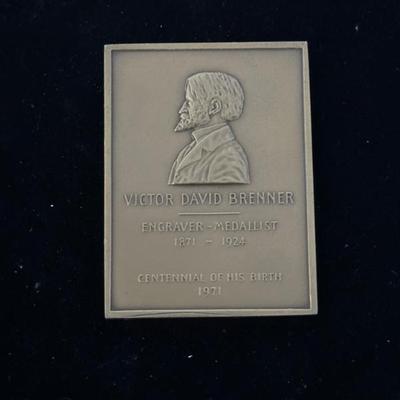 VICTOR DAVID BRENNER
ENGRAVER - MEDALLIST
1871 - 1924
CENTENNIAL OF HIS BIRTH
1971